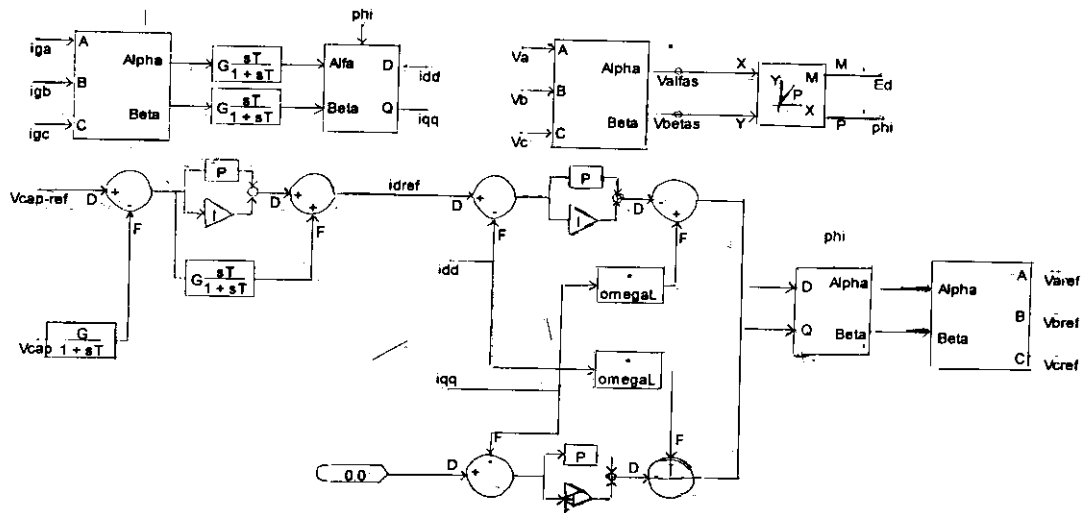 phi
iga
A
Alpha
G sT
1 + sT
Alfa
D
idd
igb
B
Beta
G sT
1 + sT
Beta
Q
iqq
igc
C
Va
A
Alpha
Valfas
X
Y
P
M
X
M
Ed
Vb
B
Beta
Vbetas
Y
P
phi
Vc
C
Vcap-ref
D
+
-
F
P
I
D
+
+
F
G sT
1 + sT
idref
D
+
-
F
P
I
D
-
+
F
idd
*
omegaL
Vcap
G
1 + sT
iqq
*
omegaL
phi
D
Alpha
Q
Beta
Alpha
A
Varef
B
Vbref
Beta
C
Vcref
F
0.0
D
+
P
D
F